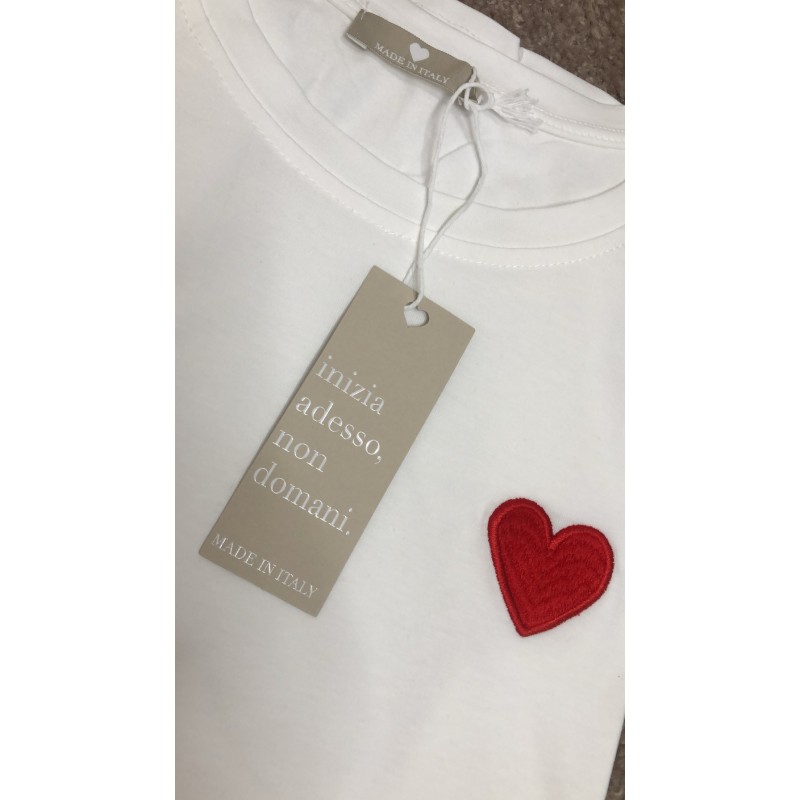 MADE IN ITALY
inizia
adesso,
non
domani.
MADE IN ITALY